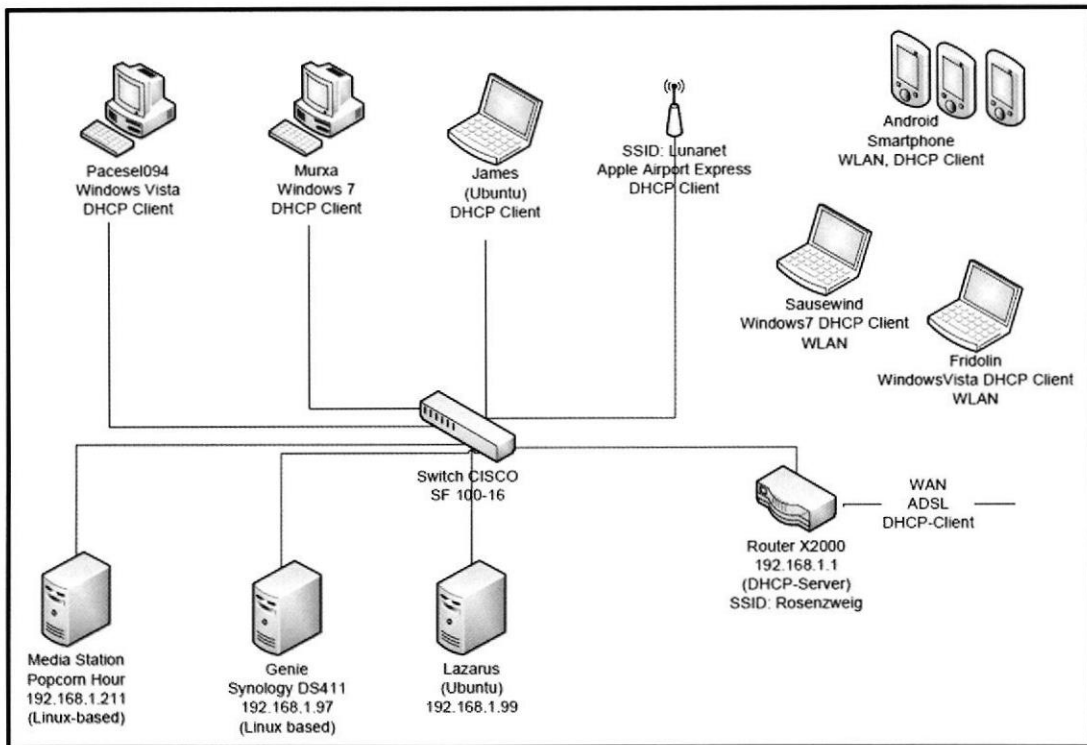 Pacesel094
Windows Vista
DHCP Client
Murxa
Windows 7
DHCP Client
James
(Ubuntu)
DHCP Client
SSID: Lunanet
Apple Airport Express
DHCP Client
Android
Smartphone
WLAN, DHCP Client
Sausewind
Windows7 DHCP Client
WLAN
Fridolin
WindowsVista DHCP Client
WLAN
Switch CISCO
SF 100-16
WAN
ADSL
DHCP-Client
Router X2000
192.168.1.1
(DHCP-Server)
SSID: Rosenzweig
Media Station
Popcorn Hour
192.168.1.211
(Linux-based)
Genie
Synology DS411
192.168.1.97
(Linux based)
Lazarus
(Ubuntu)
192.168.1.99